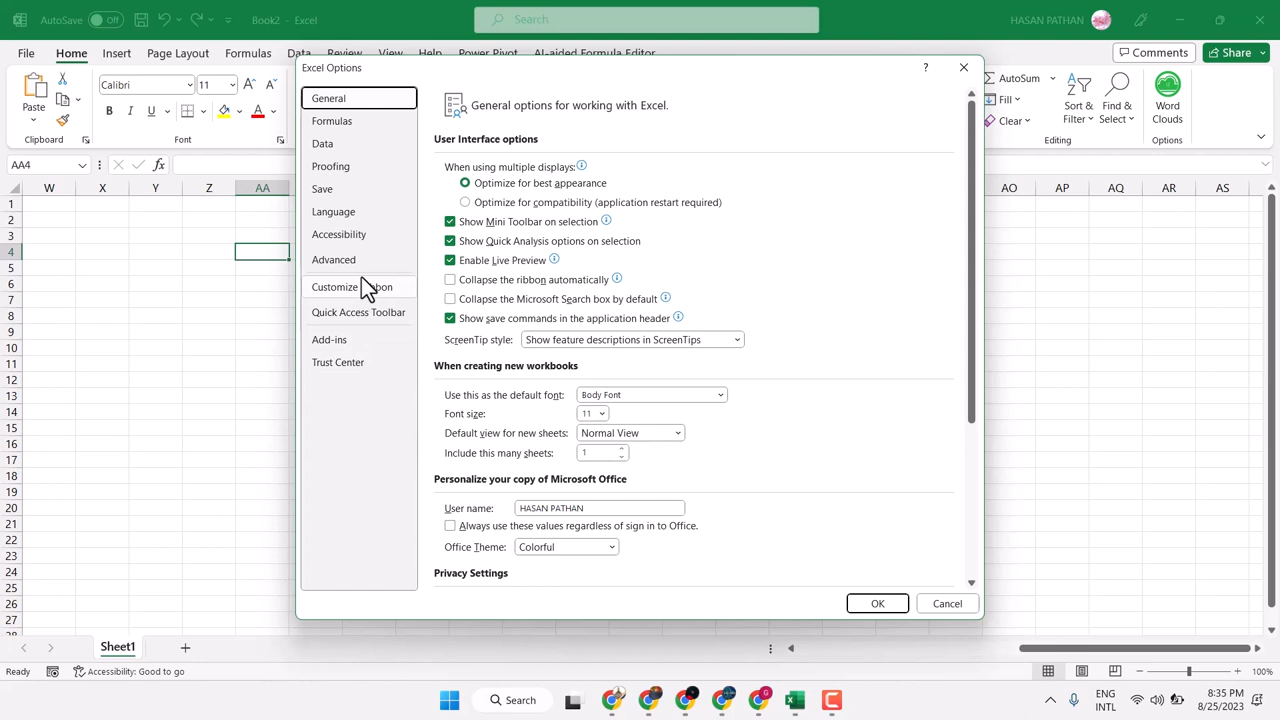 AutoSave Off Book2 - Excel Search HASAN PATHAN
File Home Insert Page Layout Formulas Data Review View Help Power Pivot AI-aided Formula Editor Comments Share
Paste
Clipboard
Calibri 11 A A
B I U A
Font
AutoSum
Fill
Clear
Sort & Filter
Find & Select
Editing
Word Clouds
Clouds
AA4
W X Y Z AA AO AP AQ AR AS
1
2
3
4
5
6
7
8
9
10
11
12
13
14
15
16
17
18
19
20
21
22
23
24
25
26
27
28
Excel Options ?
General
Formulas
Data
Proofing
Save
Language
Accessibility
Advanced
Quick Access Toolbar
Add-ins
Trust Center
General options for working with Excel.
User Interface options
When using multiple displays:
Optimize for best appearance
Optimize for compatibility (application restart required)
Show Mini Toolbar on selection
Show Quick Analysis options on selection
Enable Live Preview
Collapse the ribbon automatically
Collapse the Microsoft Search box by default
Show save commands in the application header
ScreenTip style: Show feature descriptions in ScreenTips
When creating new workbooks
Use this as the default font: Body Font
Font size: 11
Default view for new sheets: Normal View
Include this many sheets: 1
Personalize your copy of Microsoft Office
User name: HASAN PATHAN
Always use these values regardless of sign in to Office.
Office Theme: Colorful
Privacy Settings
OK Cancel
Sheet1
Ready Accessibility: Good to go 100%
Search
ENG
INTL
8:35 PM
8/25/2023